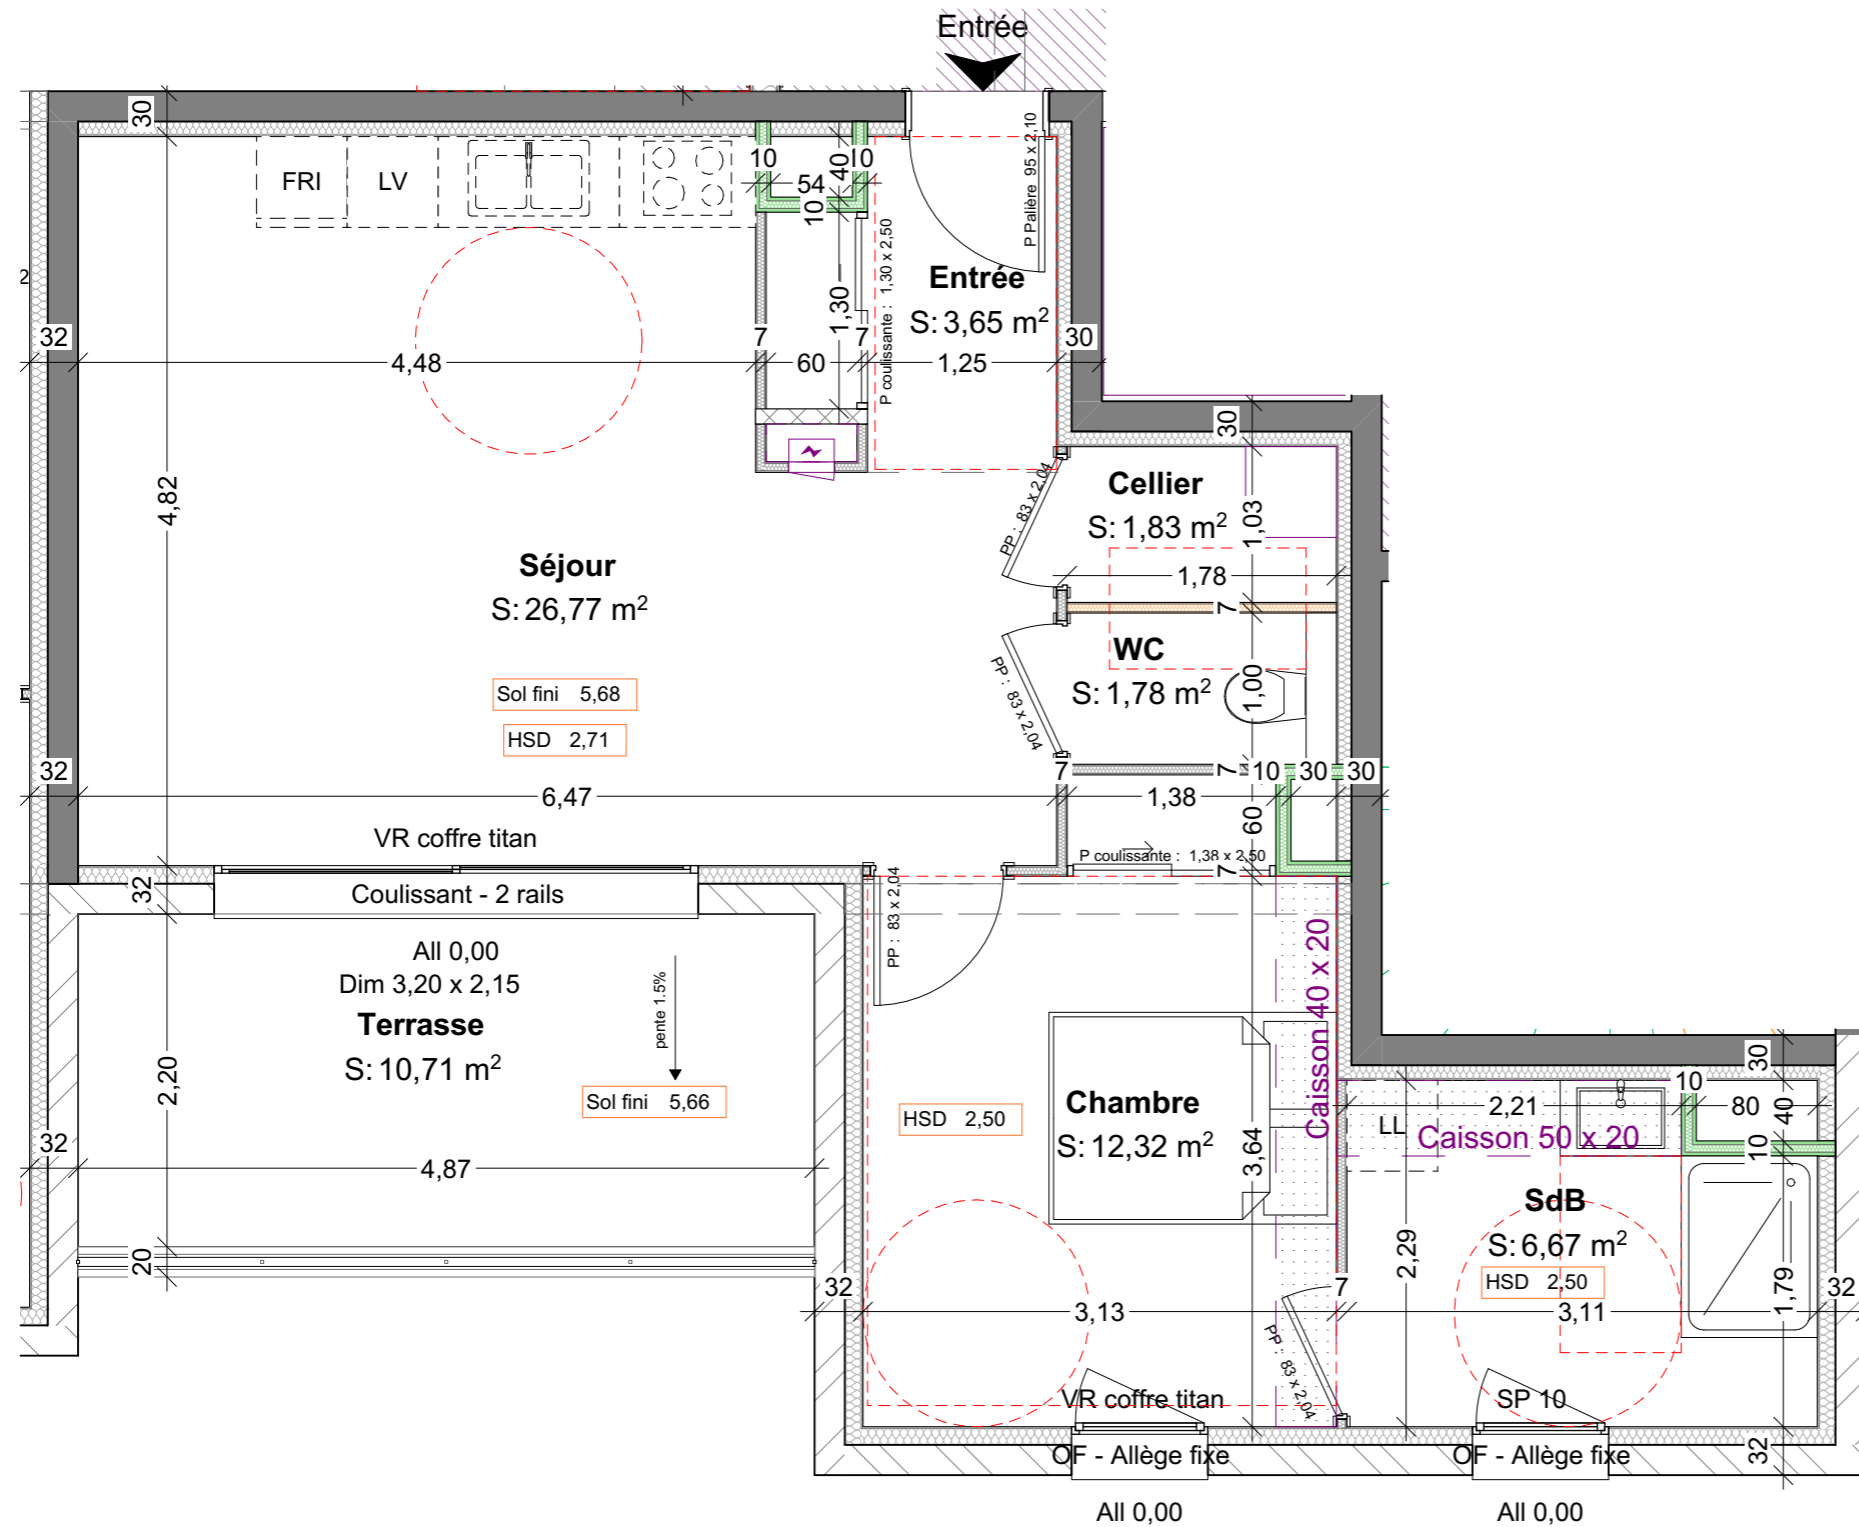 Entrée
30
10
40
10
54
10
FRI
LV
P Palière 95 x 2,10
P coulissante : 1,30 x 2,50
Entrée
S: 3,65 m²
2
32
4,48
7
60
7
1,30
1,25
30
30
4,82
PP : 83 x 2,04
Cellier
S: 1,83 m²
1,03
1,78
Séjour
S: 26,77 m²
7
WC
S: 1,78 m²
1,00
PP : 83 x 2,04
Sol fini 5,68
HSD 2,71
32
6,47
7
1,38
7
10
30
30
60
VR coffre titan
P coulissante : 1,38 x 2,50
7
32
Coulissant - 2 rails
PP : 83 x 2,04
All 0,00
Dim 3,20 x 2,15
Terrasse
S: 10,71 m²
pente 1.5%
Sol fini 5,66
2,20
32
4,87
20
Caisson 40 x 20
HSD 2,50
Chambre
S: 12,32 m²
3,64
30
10
2,21
80
40
LL
Caisson 50 x 20
10
SdB
S: 6,67 m²
HSD 2,50
2,29
1,79
32
3,13
7
3,11
32
PP : 83 x 2,04
VR coffre titan
SP 10
OF - Allège fixe
OF - Allège fixe
32
All 0,00
All 0,00